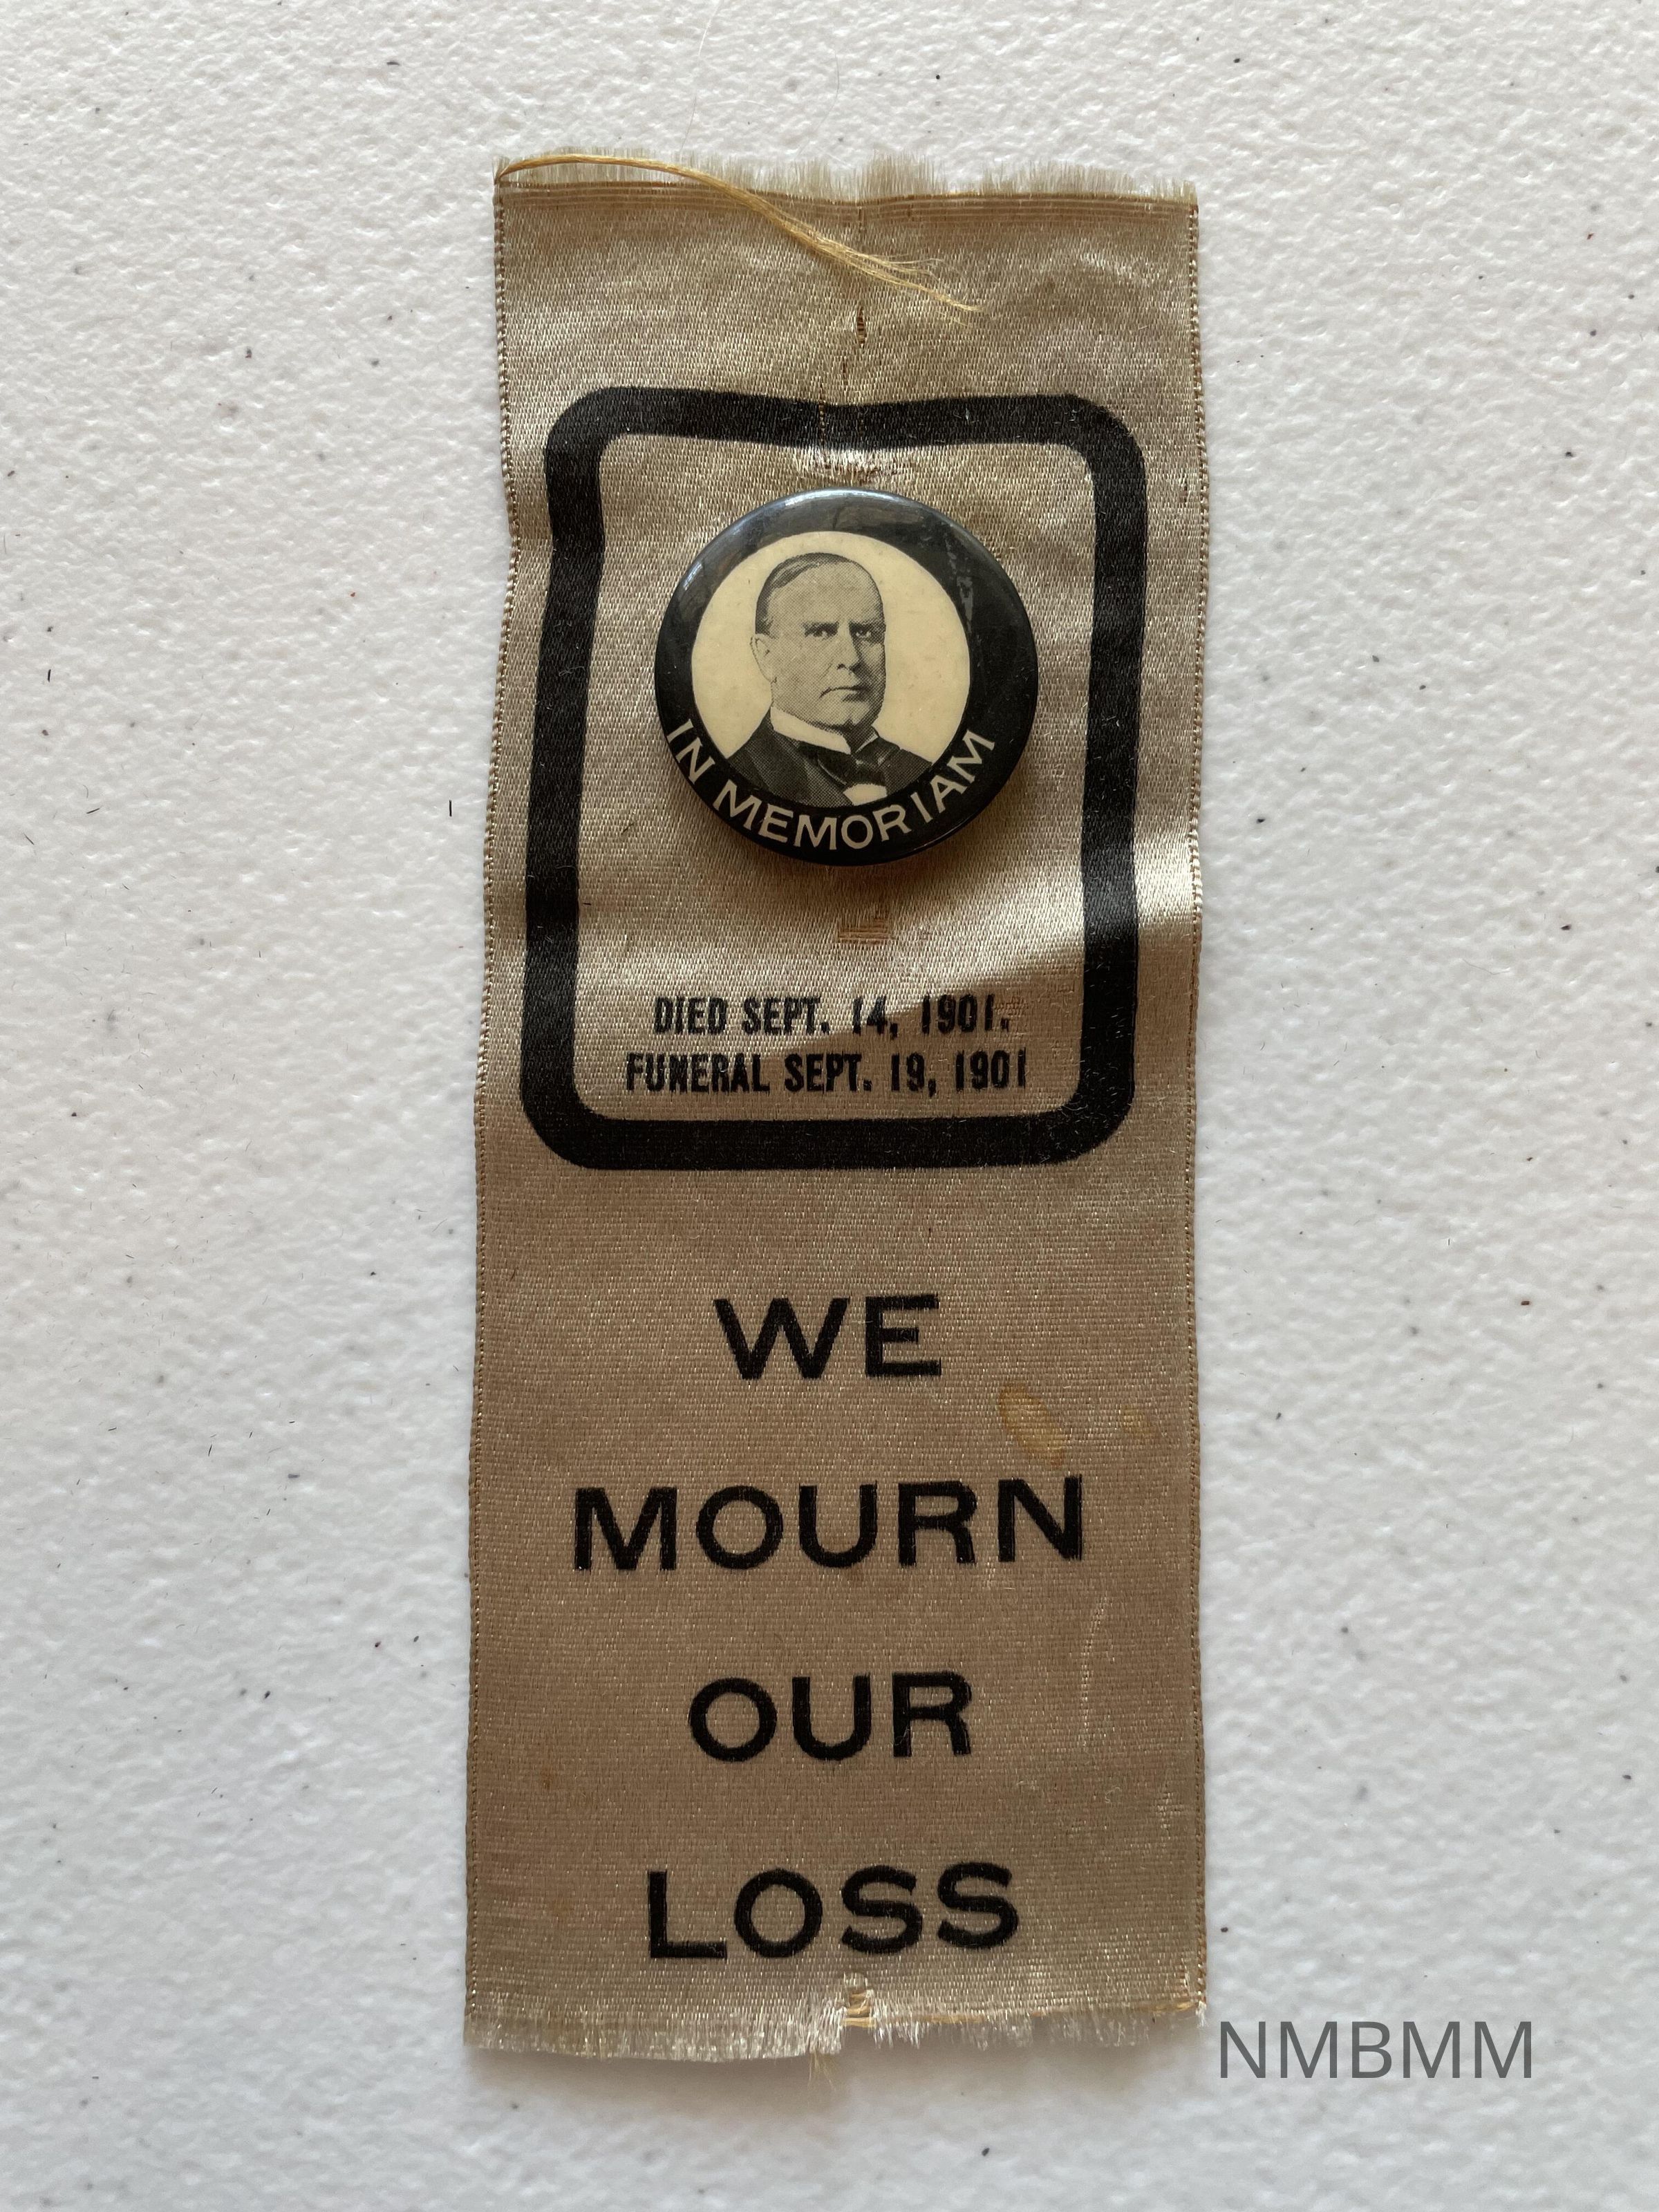 IN MEMORIAM
DIED SEPT. 14, 1901.
FUNERAL SEPT. 19, 1901
WE
MOURN
OUR
LOSS
NMBMM